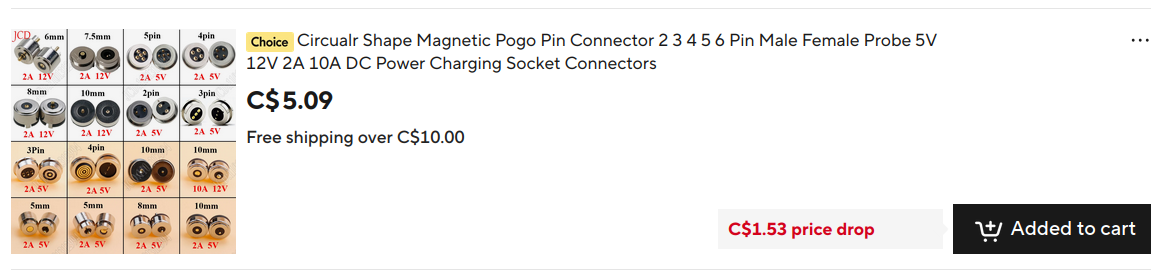 JCD 6mm 7.5mm 5pin 4pin
2A 12V 2A 12V 2A 5V 2A 5V
8mm 10mm 2pin 3pin
2A 12V 2A 12V 2A 5V 2A 5V
3Pin 4pin 10mm 10mm
2A 5V 2A 5V 2A 5V 10A 12V
5mm 5mm 8mm 10mm
2A 5V 2A 5V 2A 5V 2A 5V
Choice Circualr Shape Magnetic Pogo Pin Connector 2 3 4 5 6 Pin Male Female Probe 5V
12V 2A 10A DC Power Charging Socket Connectors
C$5.09
Free shipping over C$10.00
C$1.53 price drop
Added to cart